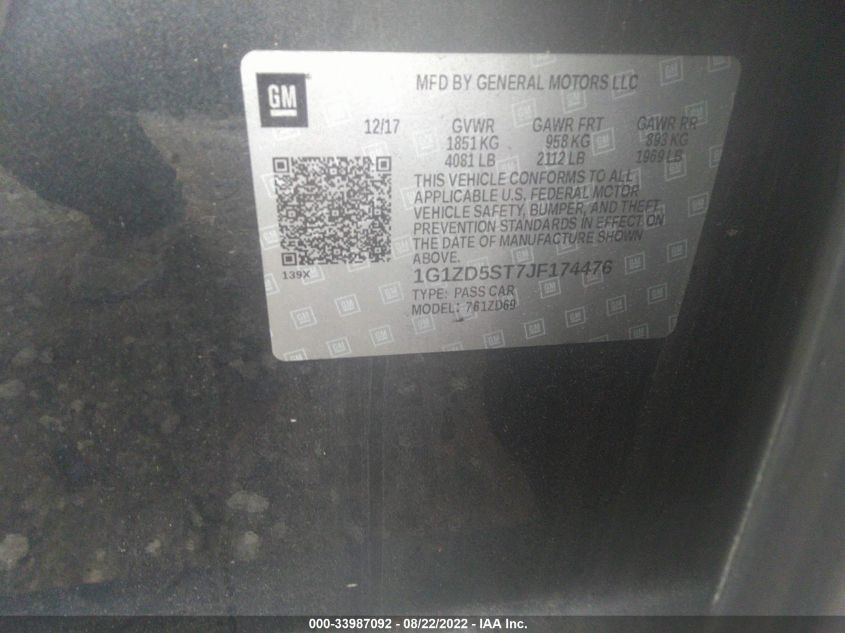 GM
MFD BY GENERAL MOTORS LLC
12/17 GVWR GAWR FRT GAWR RR
1851 KG 958 KG 893 KG
4081 LB 2112 LB 1969 LB
THIS VEHICLE CONFORMS TO ALL
APPLICABLE U.S. FEDERAL MOTOR
VEHICLE SAFETY, BUMPER, AND THEFT
PREVENTION STANDARDS IN EFFECT ON
THE DATE OF MANUFACTURE SHOWN
ABOVE.
139X
1G1ZD5ST7JF174476
TYPE: PASS CAR
MODEL: 761ZD69
000-33987092 - 08/22/2022 - IAA Inc.